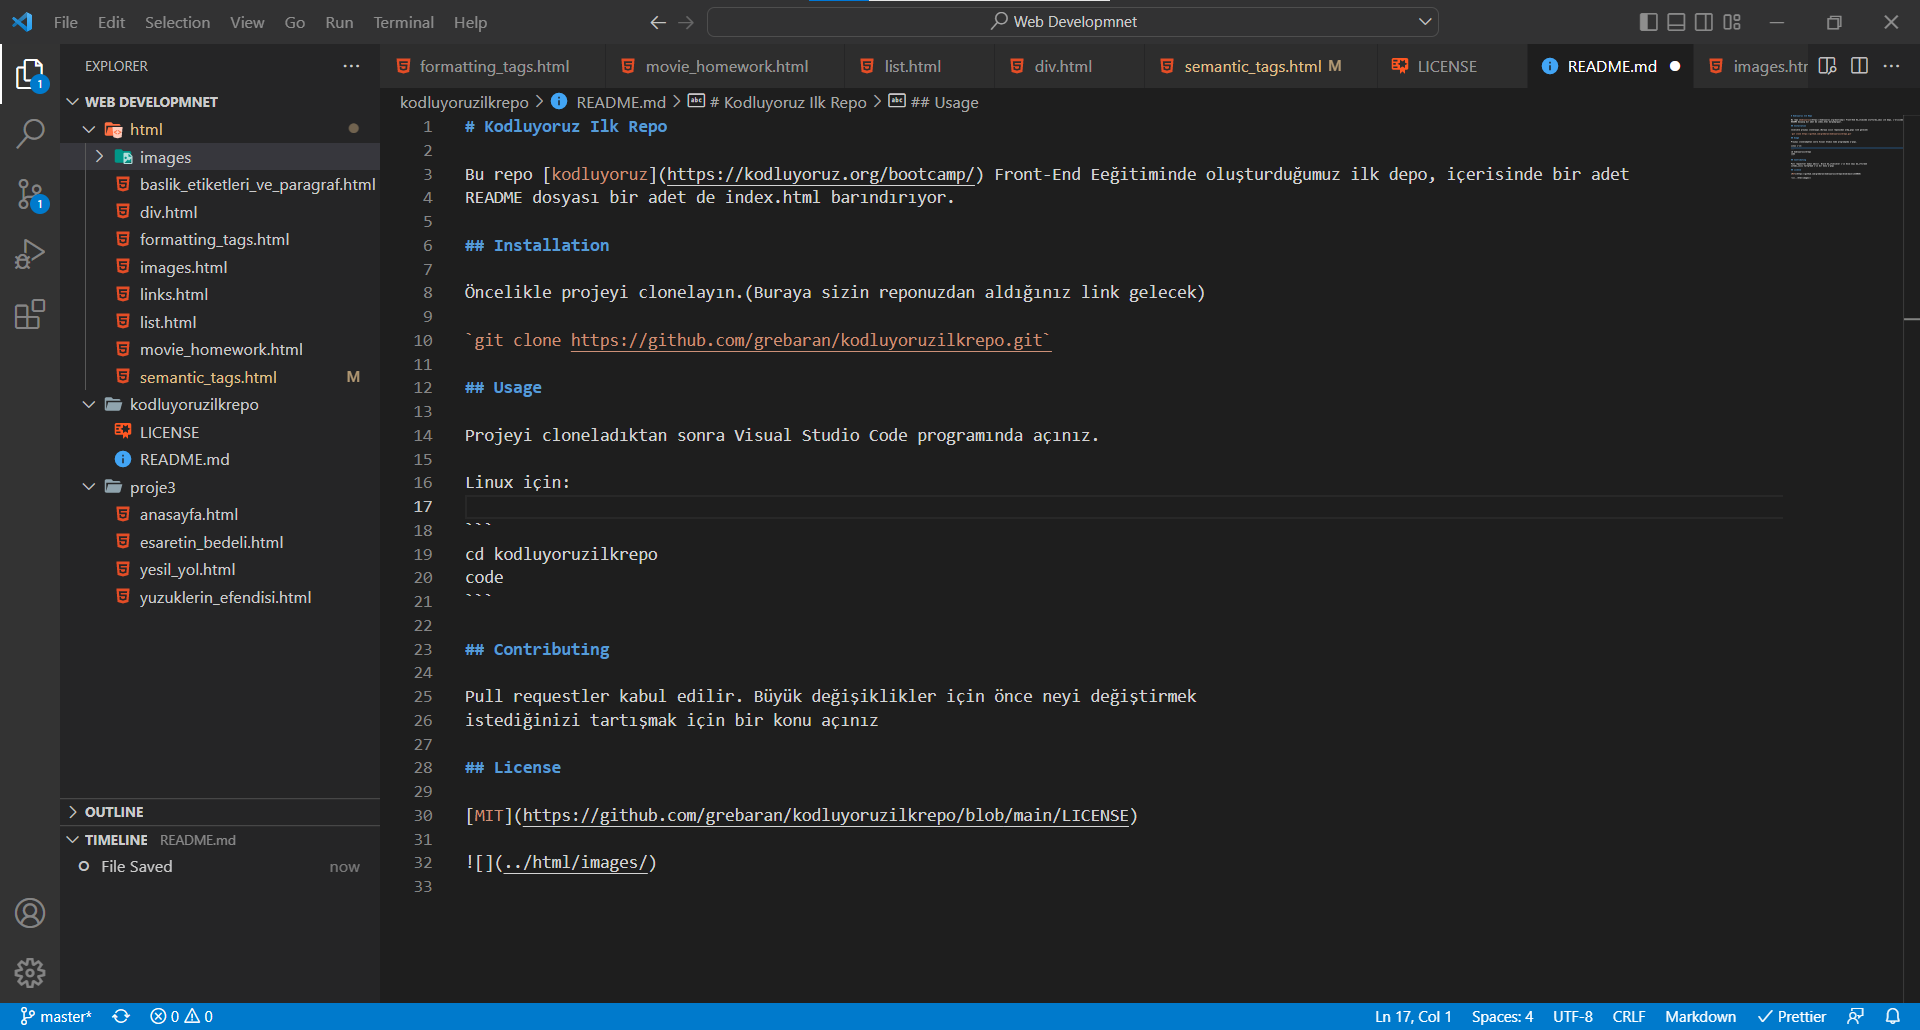 File Edit Selection View Go Run Terminal Help
Web Developmnet
EXPLORER
1
1
WEB DEVELOPMNET
html
images
baslik_etiketleri_ve_paragraf.html
div.html
formatting_tags.html
images.html
links.html
list.html
movie_homework.html
semantic_tags.html M
kodluyoruzilkrepo
LICENSE
README.md
proje3
anasayfa.html
esaretin_bedeli.html
yesil_yol.html
yuzuklerin_efendisi.html
OUTLINE
TIMELINE README.md
File Saved now
formatting_tags.html movie_homework.html list.html div.html semantic_tags.html M LICENSE README.md images.htr
kodluyoruzilkrepo > README.md > # Kodluyoruz Ilk Repo > ## Usage
1 # Kodluyoruz Ilk Repo
2
3 Bu repo [kodluyoruz](https://kodluyoruz.org/bootcamp/) Front-End Eeğitiminde oluşturduğumuz ilk depo, içerisinde bir adet
4 README dosyası bir adet de index.html barındırıyor.
5
6 ## Installation
7
8 Öncelikle projeyi clonelayın.(Buraya sizin reponuzdan aldığınız link gelecek)
9
10 `git clone https://github.com/grebaran/kodluyoruzilkrepo.git`
11
12 ## Usage
13
14 Projeyi cloneladıktan sonra Visual Studio Code programında açınız.
15
16 Linux için:
17
18 ```
19 cd kodluyoruzilkrepo
20 code
21 ```
22
23 ## Contributing
24
25 Pull requestler kabul edilir. Büyük değişiklikler için önce neyi değiştirmek
26 istediğinizi tartışmak için bir konu açınız
27
28 ## License
29
30 [MIT](https://github.com/grebaran/kodluyoruzilkrepo/blob/main/LICENSE)
31
32 ![](../html/images/)
33
master* 0 0 Ln 17, Col 1 Spaces: 4 UTF-8 CRLF Markdown Prettier